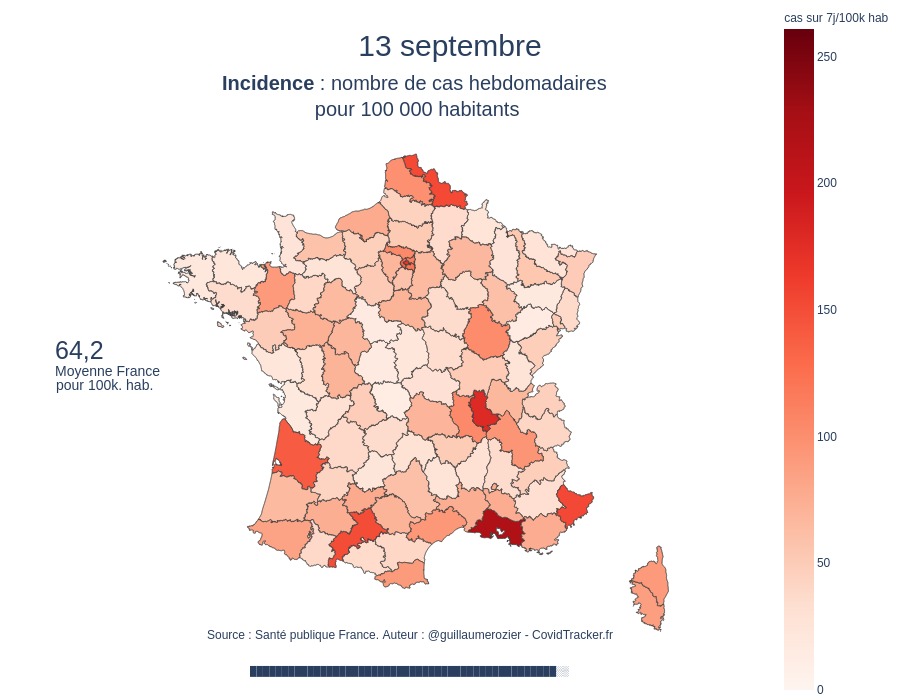 cas sur 7j/100k hab
13 septembre
Incidence : nombre de cas hebdomadaires
pour 100 000 habitants
250
200
150
100
50
0
64,2
Moyenne France
pour 100k. hab.
Source : Santé publique France. Auteur : @guillaumerozier - CovidTracker.fr